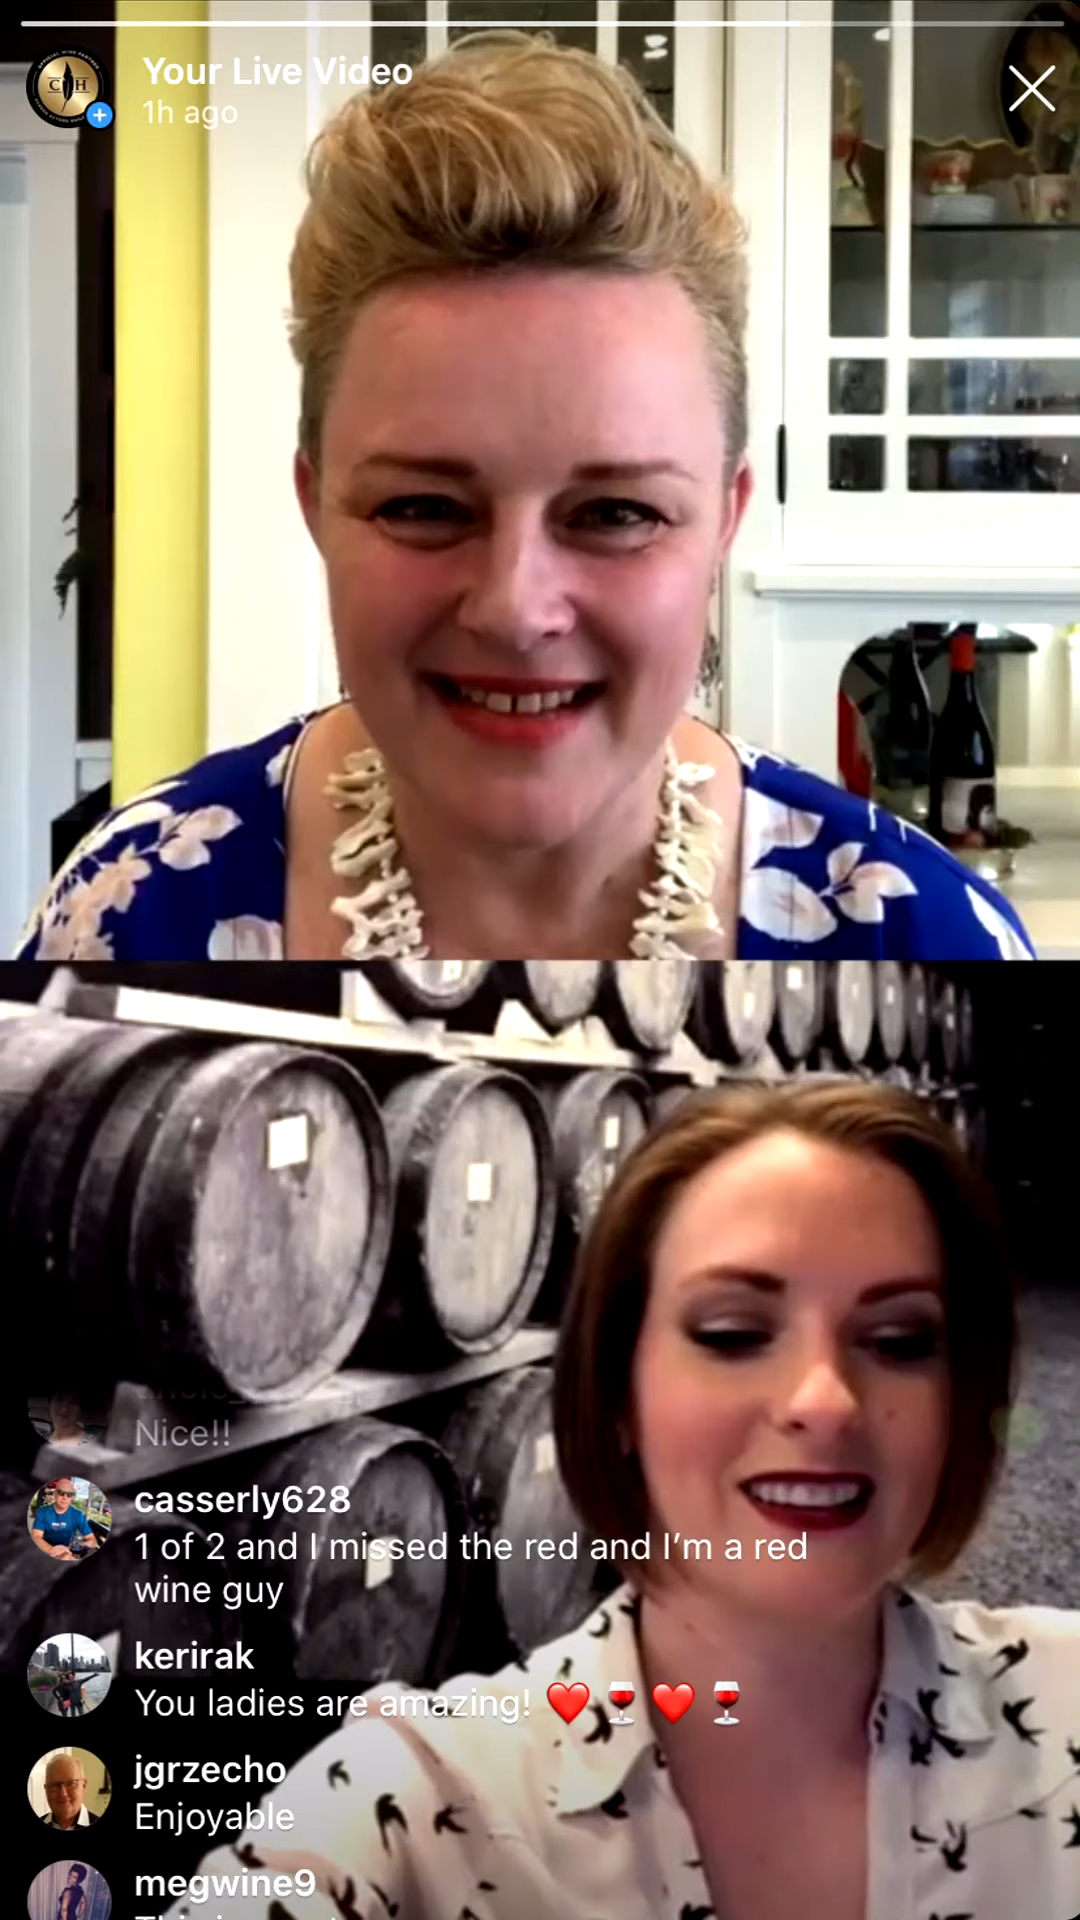 Your Live Video
1h ago
C H
Nice!!
casserly628
1 of 2 and I missed the red and I’m a red
wine guy
kerirak
You ladies are amazing! ❤️🍷❤️🍷
jgrzecho
Enjoyable
megwine9